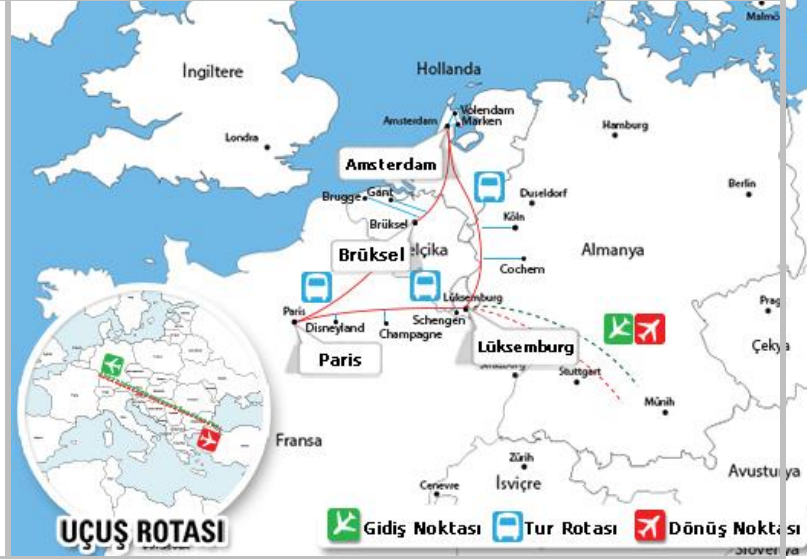 Malmö
İngiltere
Hollanda
Volendam
Amsterdam
Marken
Hamburg
Londra
Amsterdam
Berlin
Brugge
Gant
Duseldorf
Brüksel
Köln
Brüksel
elçika
Almanya
Cochem
Paris
Lüksemburg
Prag
Disneyland
Schengen
Champagne
Çekya
Paris
Lüksemburg
Stuttgart
Münih
Fransa
Zürih
Avusturya
Cenevre
İsviçre
UÇUŞ ROTASI
Gidiş Noktası
Tur Rotası
Dönüş Noktası
Slovenya